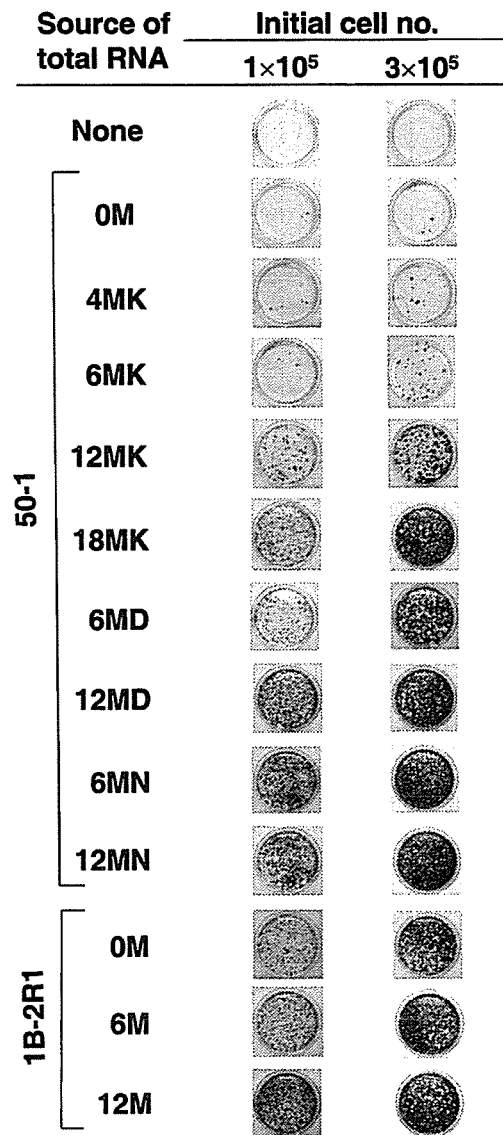 Source of total RNA
Initial cell no.
1×10⁵ 3×10⁵
None
50-1
0M
4MK
6MK
12MK
18MK
6MD
12MD
6MN
12MN
1B-2R1
0M
6M
12M